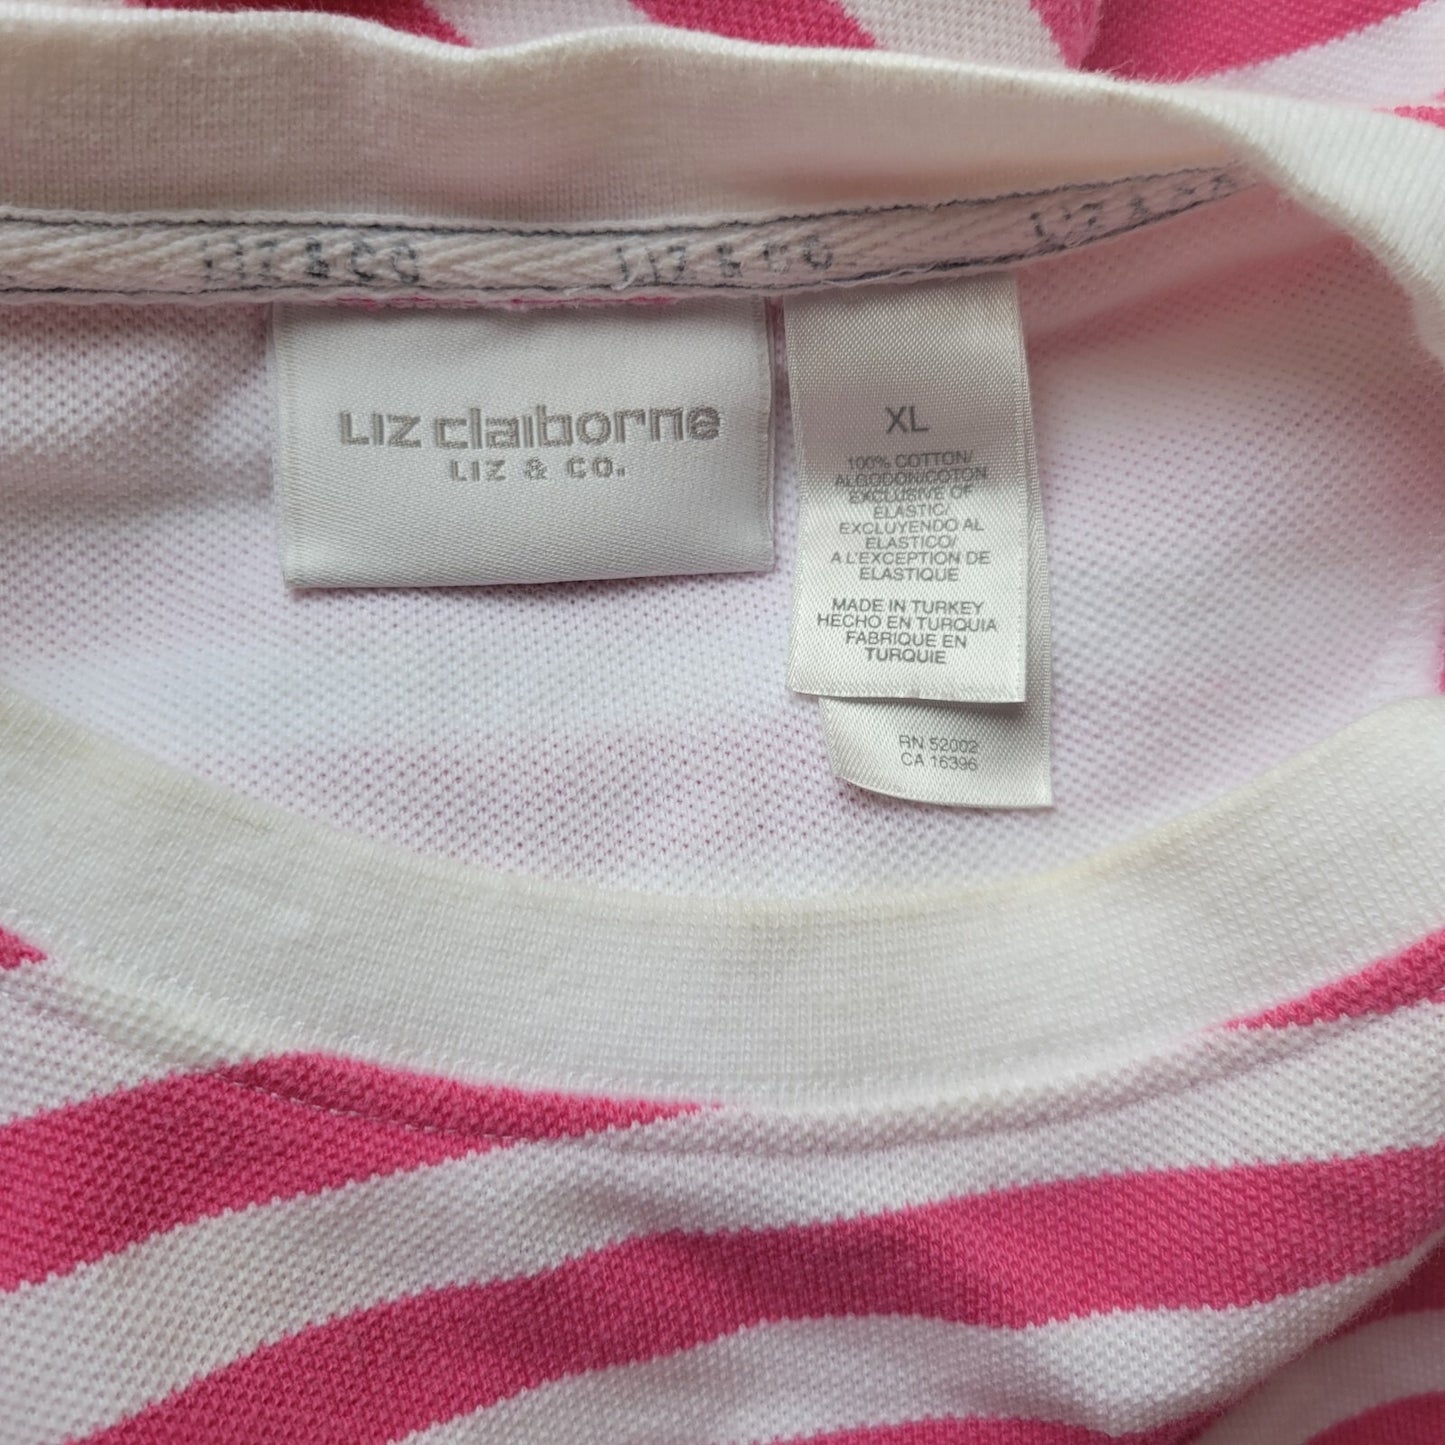 LIZ & CO LIZ & CO LIZ &
LIZ claiborne
LIZ & CO.
XL
100% COTTON/
ALGODON/COTON
EXCLUSIVE OF
ELASTIC/
EXCLUYENDO AL
ELASTICO/
A L'EXCEPTION DE
ELASTIQUE
MADE IN TURKEY
HECHO EN TURQUIA
FABRIQUE EN
TURQUIE
RN 52002
CA 16396